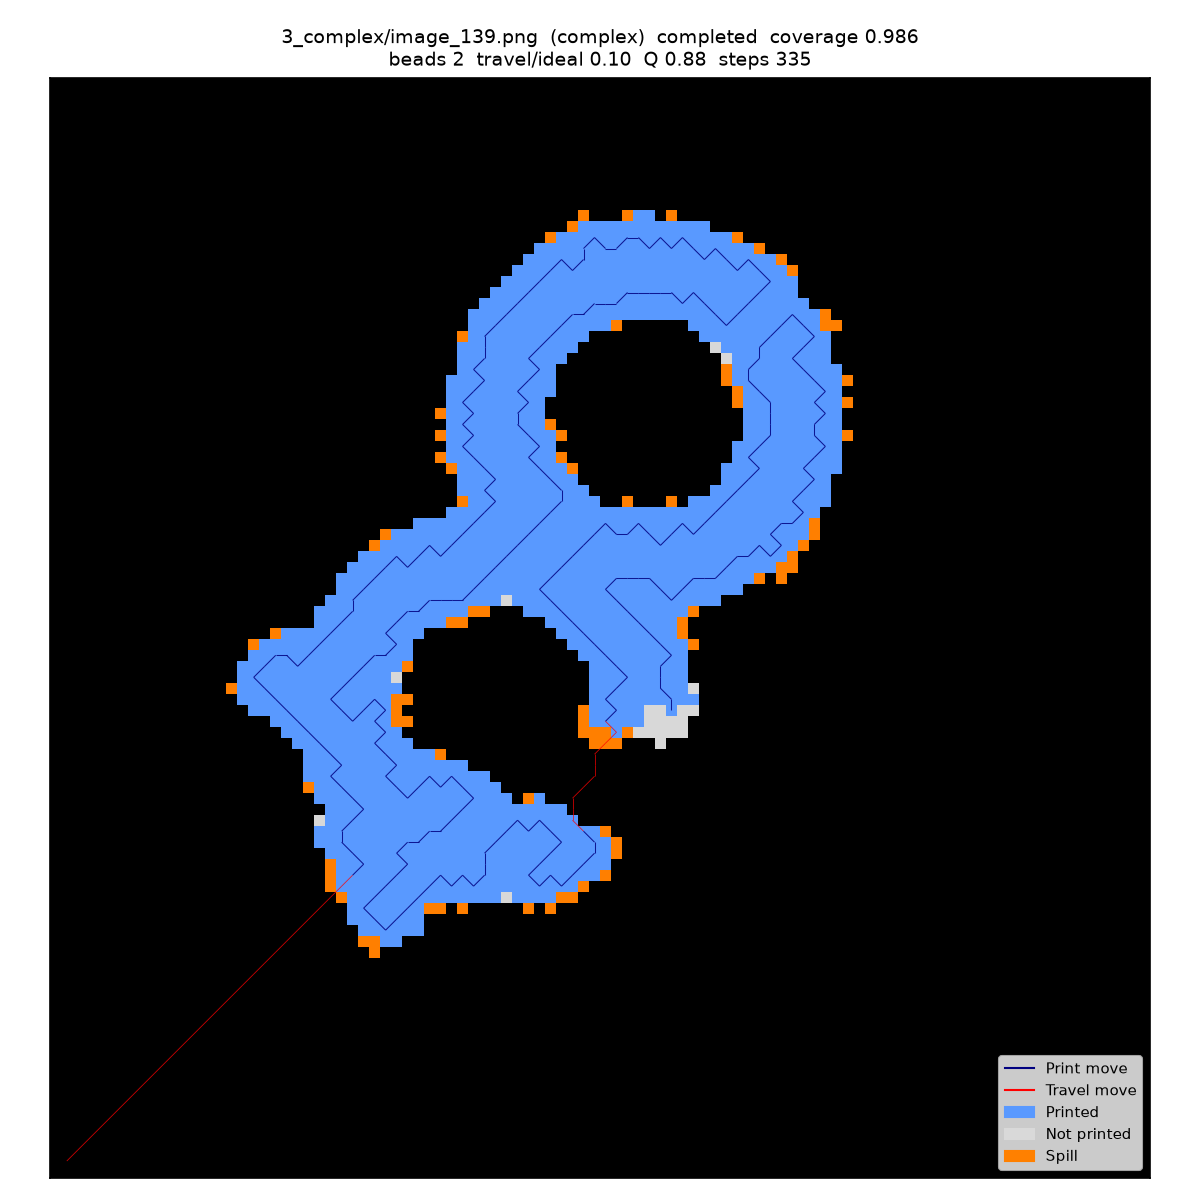 3_complex/image_139.png  (complex)  completed  coverage 0.986
beads 2  travel/ideal 0.10  Q 0.88  steps 335
Print move
Travel move
Printed
Not printed
Spill